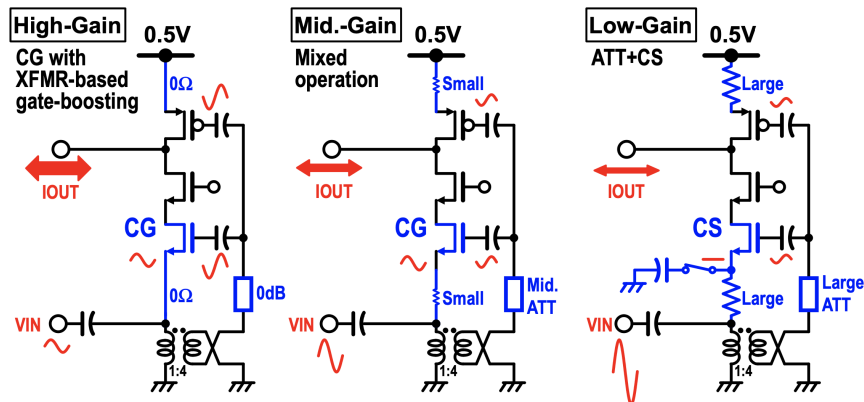 High-Gain
0.5V
CG with
XFMR-based
gate-boosting
0Ω
IOUT
CG
0Ω
0dB
VIN
1:4
Mid.-Gain
0.5V
Mixed
operation
Small
IOUT
CG
Small
Mid.
ATT
VIN
1:4
Low-Gain
0.5V
ATT+CS
Large
IOUT
CS
Large
Large
ATT
VIN
1:4